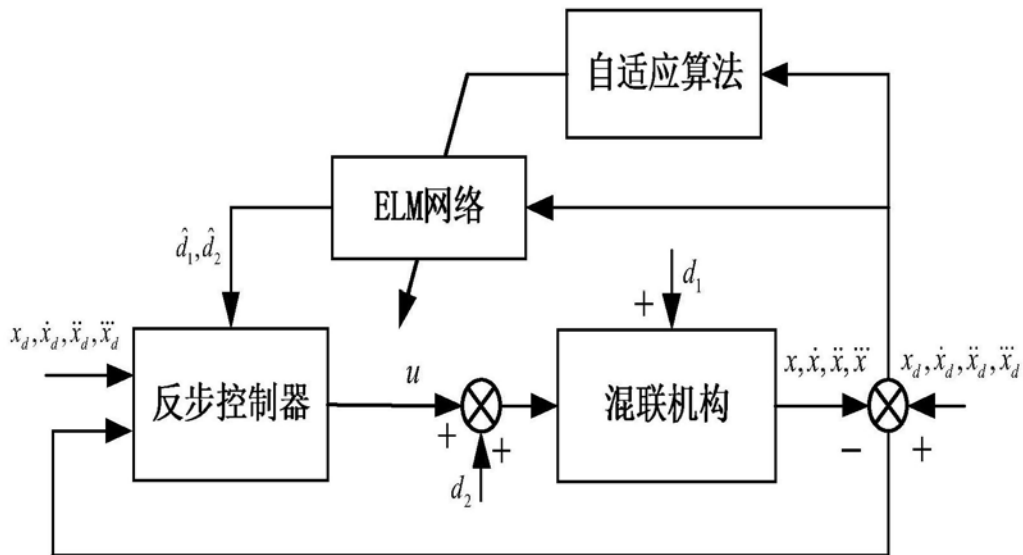 自适应算法
ELM网络
d̂₁,d̂₂
d₁
+
x_d,ẋ_d,ẍ_d,x⃛_d
反步控制器
u
+
+
d₂
混联机构
x,ẋ,ẍ,x⃛
x_d,ẋ_d,ẍ_d,x⃛_d
−
+